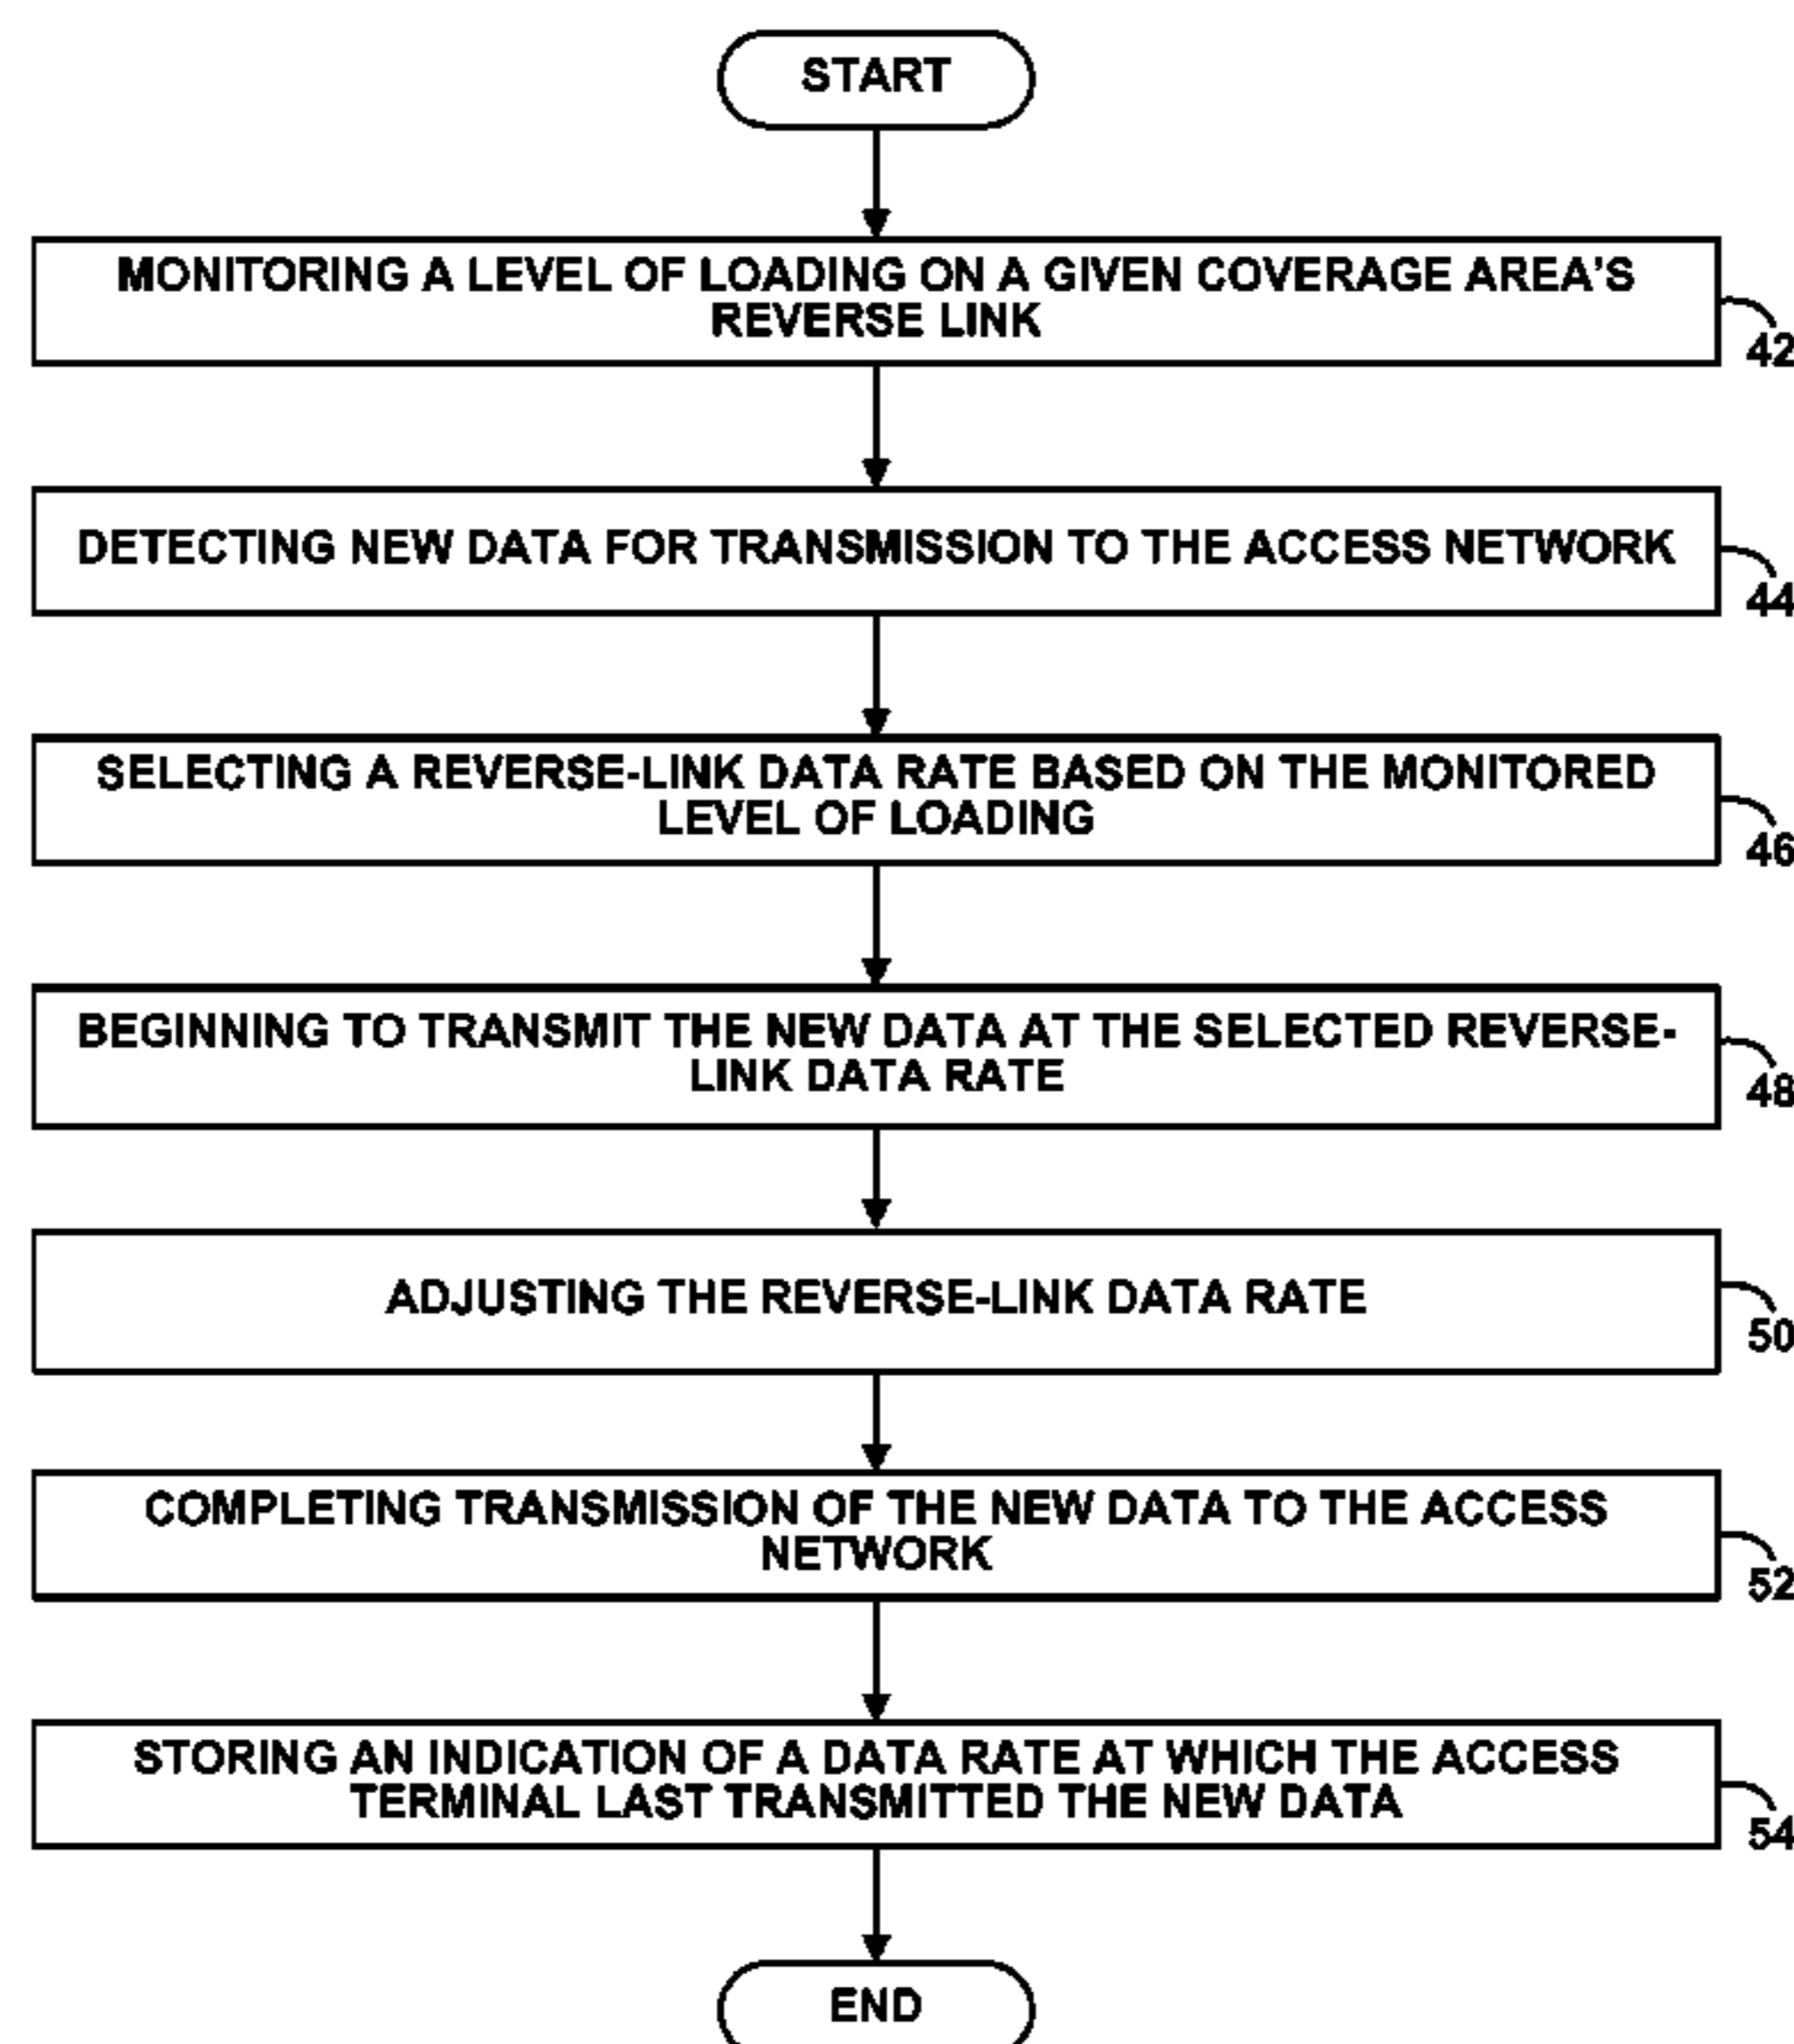 START
MONITORING A LEVEL OF LOADING ON A GIVEN COVERAGE AREA'S
REVERSE LINK
42
DETECTING NEW DATA FOR TRANSMISSION TO THE ACCESS NETWORK
44
SELECTING A REVERSE-LINK DATA RATE BASED ON THE MONITORED
LEVEL OF LOADING
46
BEGINNING TO TRANSMIT THE NEW DATA AT THE SELECTED REVERSE-
LINK DATA RATE
48
ADJUSTING THE REVERSE-LINK DATA RATE
50
COMPLETING TRANSMISSION OF THE NEW DATA TO THE ACCESS
NETWORK
52
STORING AN INDICATION OF A DATA RATE AT WHICH THE ACCESS
TERMINAL LAST TRANSMITTED THE NEW DATA
54
END